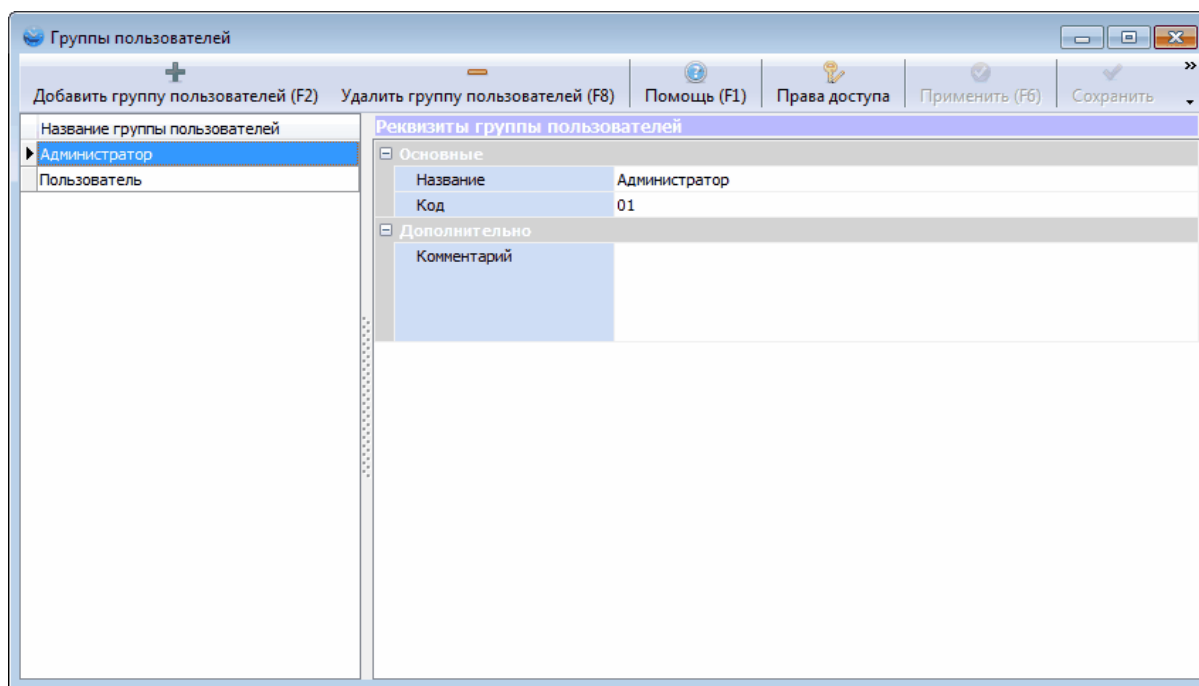 Группы пользователей
Добавить группу пользователей (F2) Удалить группу пользователей (F8) Помощь (F1) Права доступа Применить (F6) Сохранить
Название группы пользователей
Администратор
Пользователь
Реквизиты группы пользователей
Основные
Название Администратор
Код 01
Дополнительно
Комментарий